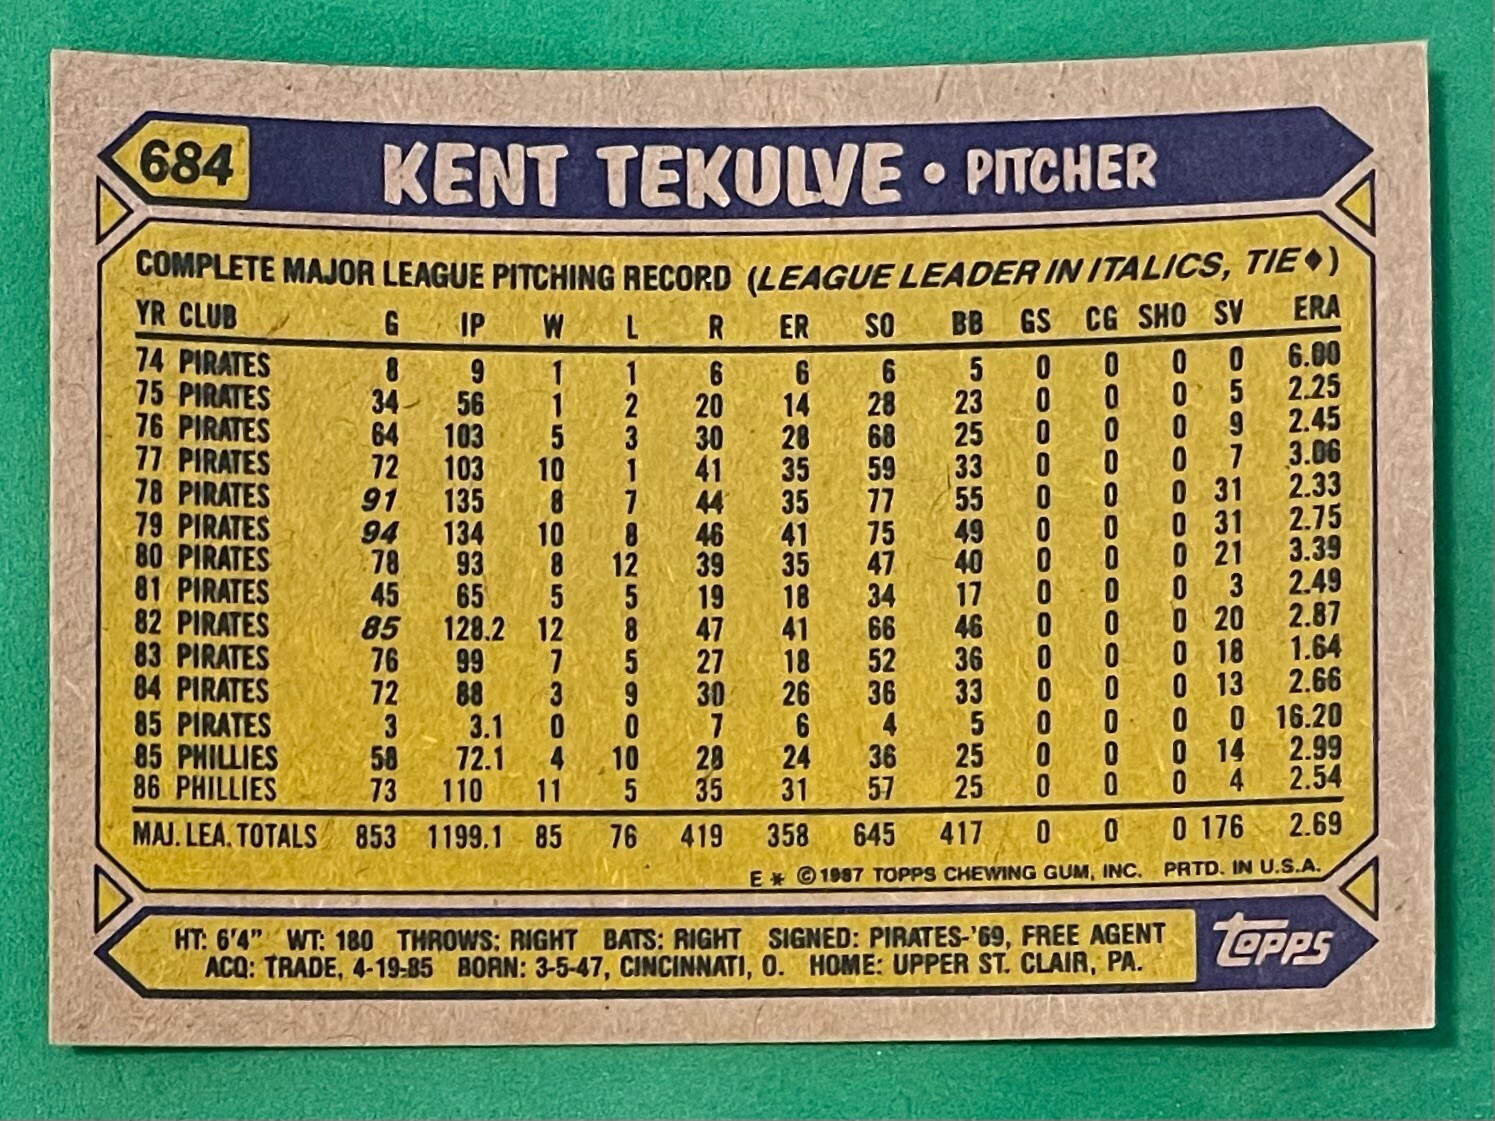 684 KENT TEKULVE • PITCHER
COMPLETE MAJOR LEAGUE PITCHING RECORD (LEAGUE LEADER IN ITALICS, TIE♦)
YR CLUB G IP W L R ER SO BB GS CG SHO SV ERA
74 PIRATES 8 9 1 1 6 6 6 5 0 0 0 0 6.00
75 PIRATES 34 56 1 2 20 14 28 23 0 0 0 5 2.25
76 PIRATES 64 103 5 3 30 28 68 25 0 0 0 9 2.45
77 PIRATES 72 103 10 1 41 35 59 33 0 0 0 7 3.06
78 PIRATES 91 135 8 7 44 35 77 55 0 0 0 31 2.33
79 PIRATES 94 134 10 8 46 41 75 49 0 0 0 31 2.75
80 PIRATES 78 93 8 12 39 35 47 40 0 0 0 21 3.39
81 PIRATES 45 65 5 5 19 18 34 17 0 0 0 3 2.49
82 PIRATES 85 128.2 12 8 47 41 66 46 0 0 0 20 2.87
83 PIRATES 76 99 7 5 27 18 52 36 0 0 0 18 1.64
84 PIRATES 72 88 3 9 30 26 36 33 0 0 0 13 2.66
85 PIRATES 3 3.1 0 0 7 6 4 5 0 0 0 0 16.20
85 PHILLIES 58 72.1 4 10 28 24 36 25 0 0 0 14 2.99
86 PHILLIES 73 110 11 5 35 31 57 25 0 0 0 4 2.54
MAJ. LEA. TOTALS 853 1199.1 85 76 419 358 645 417 0 0 0 176 2.69
E * ©1987 TOPPS CHEWING GUM, INC. PRTD. IN U.S.A.
HT: 6'4" WT: 180 THROWS: RIGHT BATS: RIGHT SIGNED: PIRATES-'69, FREE AGENT
ACQ: TRADE, 4-19-85 BORN: 3-5-47, CINCINNATI, O. HOME: UPPER ST. CLAIR, PA.
TOPPS